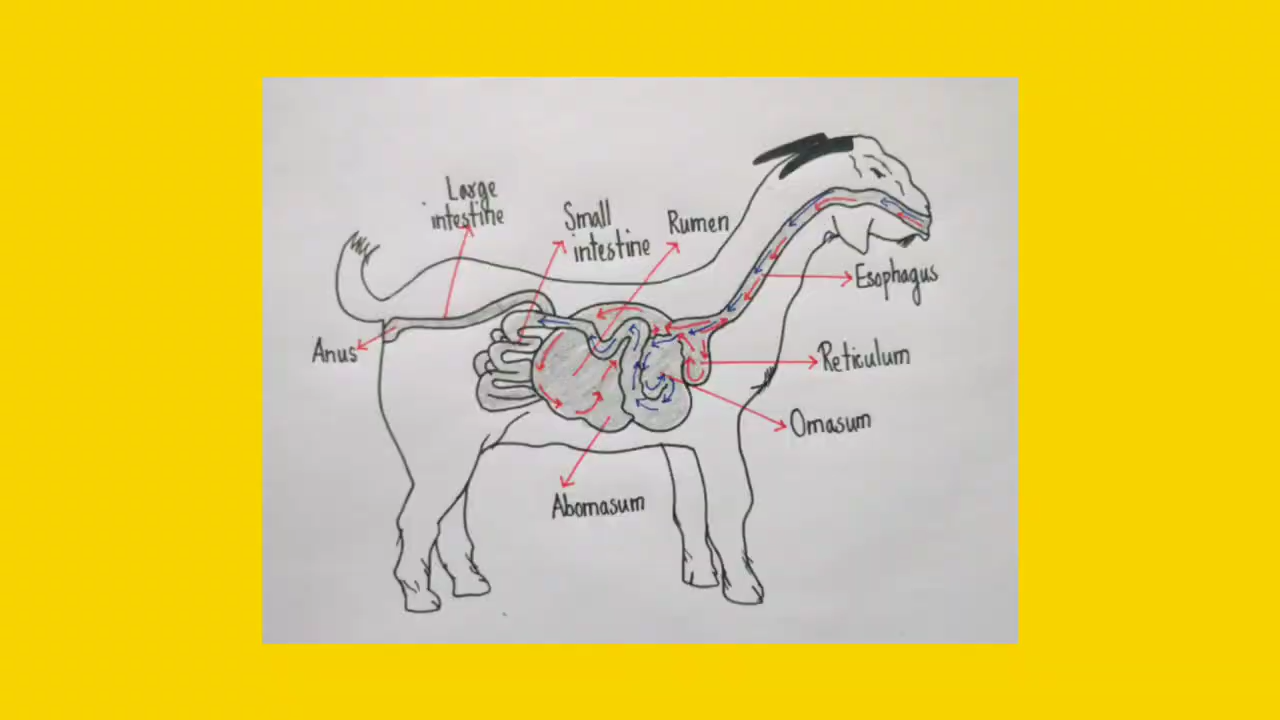 Large
intestine
Small
intestine
Rumen
Esophagus
Anus
Reticulum
Omasum
Abomasum